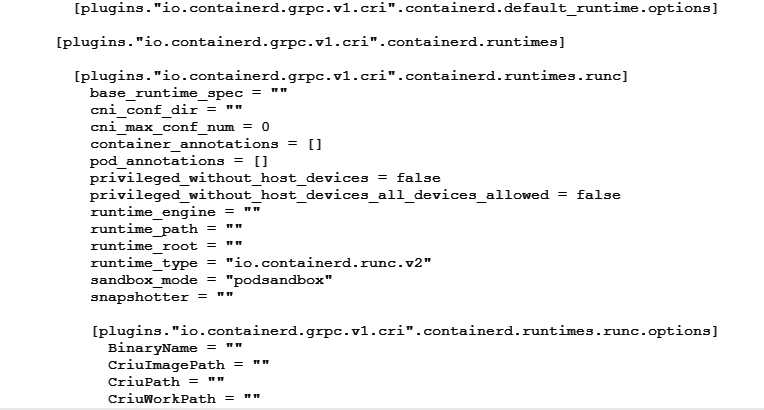 [plugins."io.containerd.grpc.v1.cri".containerd.default_runtime.options]
[plugins."io.containerd.grpc.v1.cri".containerd.runtimes]
[plugins."io.containerd.grpc.v1.cri".containerd.runtimes.runc]
base_runtime_spec = ""
cni_conf_dir = ""
cni_max_conf_num = 0
container_annotations = []
pod_annotations = []
privileged_without_host_devices = false
privileged_without_host_devices_all_devices_allowed = false
runtime_engine = ""
runtime_path = ""
runtime_root = ""
runtime_type = "io.containerd.runc.v2"
sandbox_mode = "podsandbox"
snapshotter = ""
[plugins."io.containerd.grpc.v1.cri".containerd.runtimes.runc.options]
BinaryName = ""
CriuImagePath = ""
CriuPath = ""
CriuWorkPath = ""